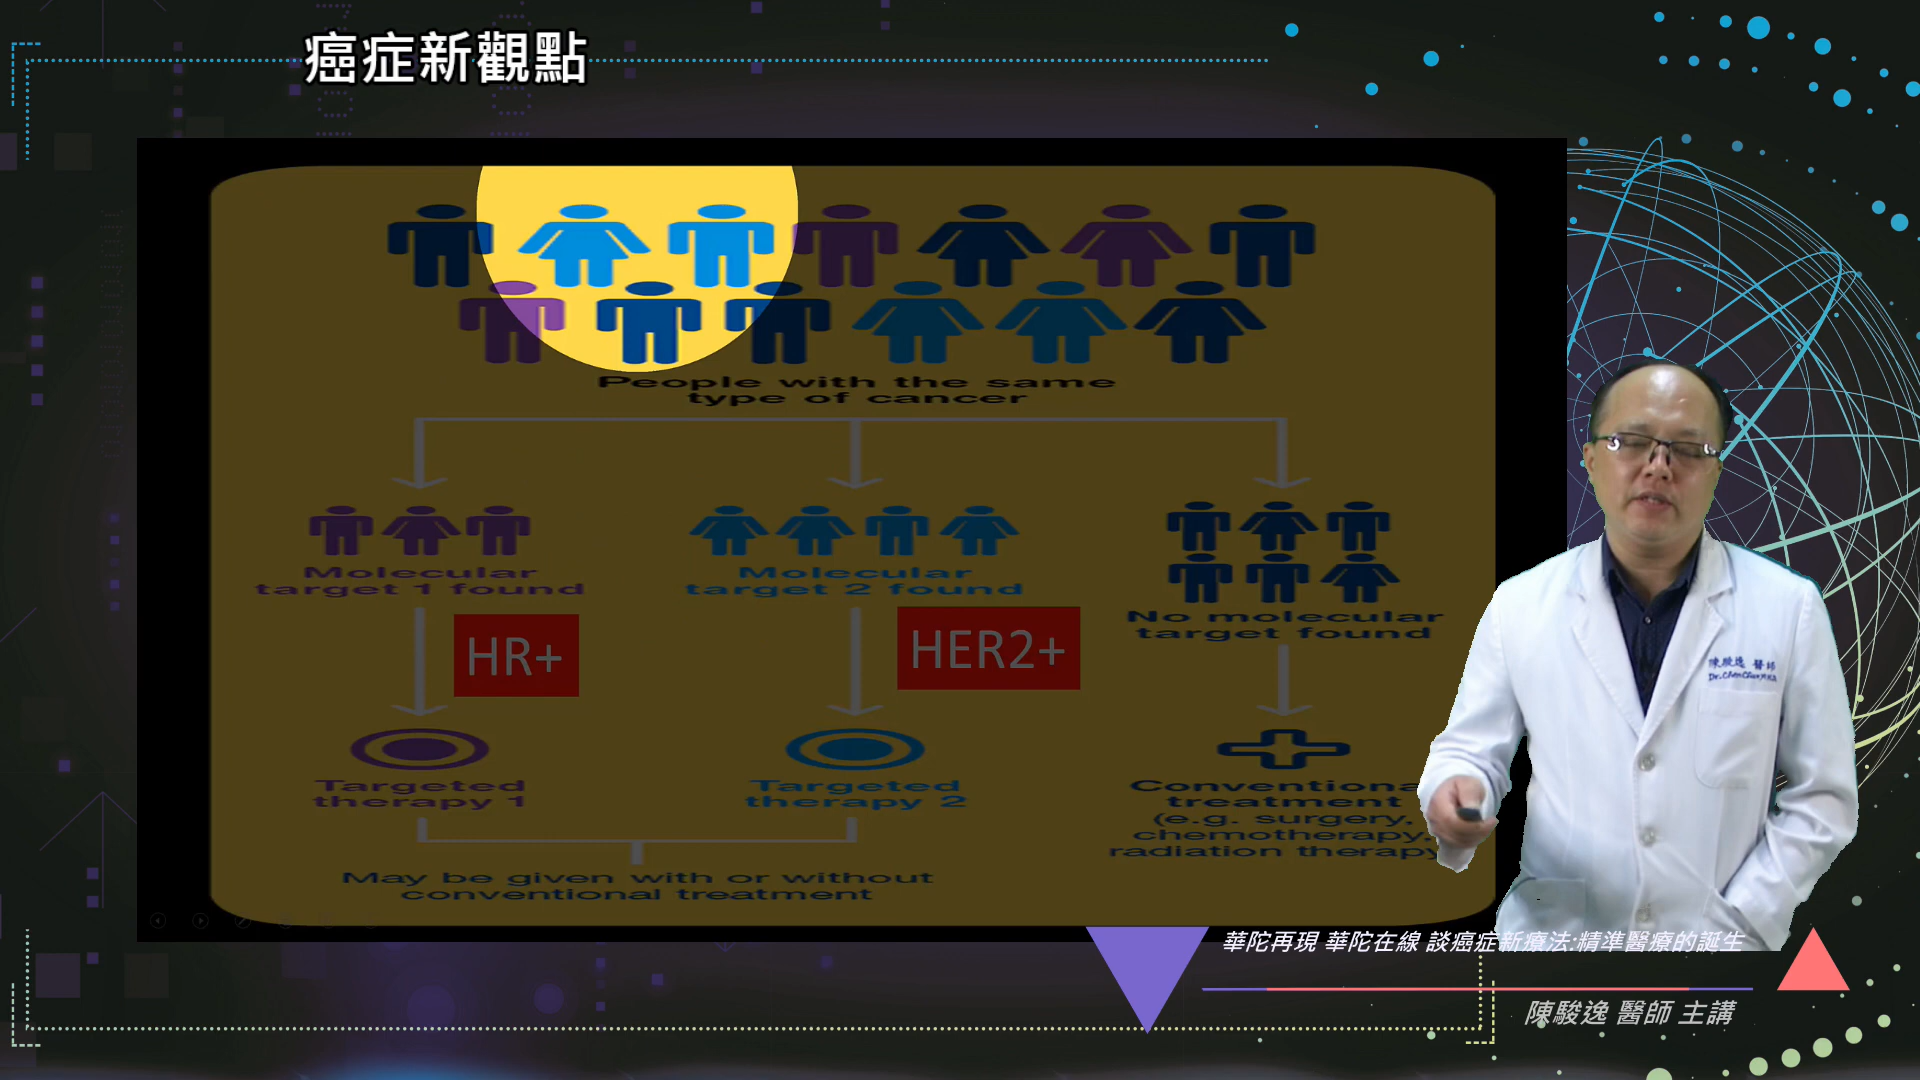 癌症新觀點
People with the same
type of cancer
Molecular
target 1 found
Molecular
target 2 found
No molecular
target found
HR+
HER2+
Targeted
therapy 1
Targeted
therapy 2
Conventiona
treatment
(e.g. surgery,
chemotherapy,
radiation therapy
May be given with or without
conventional treatment
陳駿逸 醫師
華陀再現 華陀在線 談癌症新療法:精準醫療的誕生
陳駿逸 醫師 主講